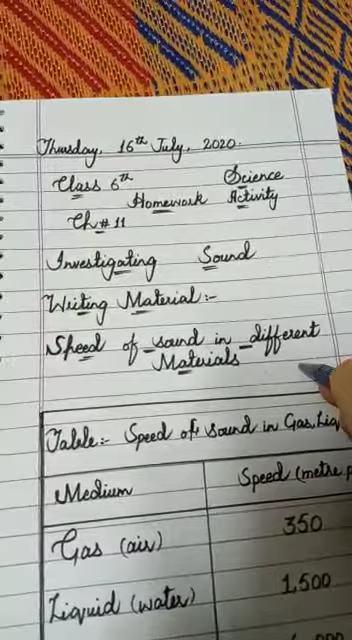 Thursday, 16th July, 2020.
Class 6th Science
Homework Activity
Ch # 11
Investigating Sound
Writing Material:-
Speed of sound in different
Materials
Table:- Speed of sound in Gas, Liq
Medium Speed (metre p
Gas (air) 350
Liquid (water) 1,500